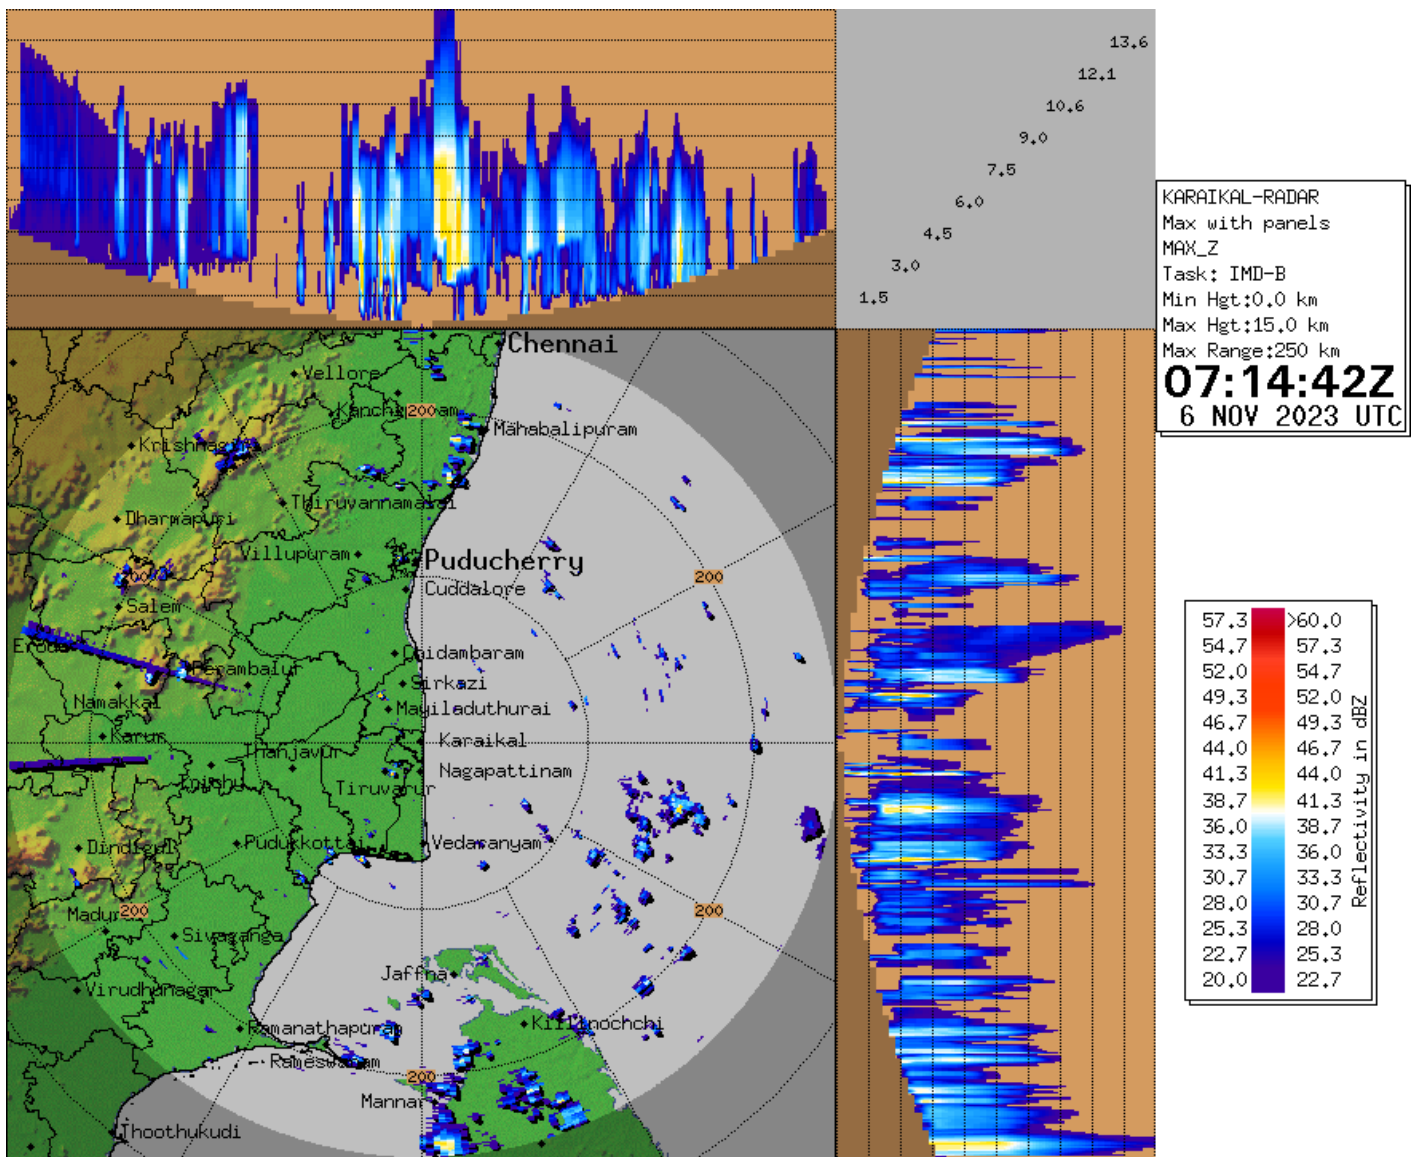 13.6
12.1
10.6
9.0
7.5
6.0
4.5
3.0
1.5
KARAIKAL-RADAR
Max with panels
MAX_Z
Task: IMD-B
Min Hgt:0.0 km
Max Hgt:15.0 km
Max Range:250 km
07:14:42Z
6 NOV 2023 UTC
Chennai
Vellore
200
Mahabalipuram
Thiruvannamalai
Dharmapuri
Villupuram
Puducherry
200
Cuddalore
Salem
Chidambaram
Perambalur
Sirkazi
Namakkal
Mayiladuthurai
Karur
Karaikal
Thanjavur
Nagapattinam
Tiruvarur
Pudukkottai
Vedaranyam
Dindigul
200
200
Sivaganga
Jaffna
Virudhunagar
Ramanathapuram
Killinochchi
Rameswaram
200
Mannar
Thoothukudi
57.3 >60.0
54.7 57.3
52.0 54.7
49.3 52.0
46.7 49.3
44.0 46.7
41.3 44.0
38.7 41.3
36.0 38.7
33.3 36.0
30.7 33.3
28.0 30.7
25.3 28.0
22.7 25.3
20.0 22.7
Reflectivity in dBZ